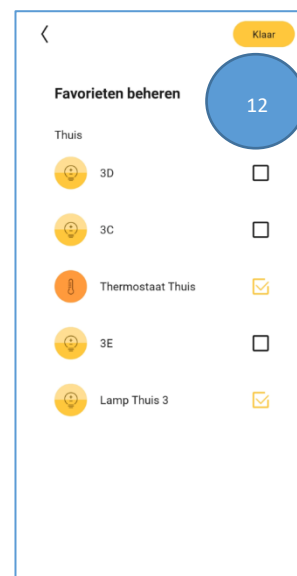 Klaar
Favorieten beheren
12
Thuis
3D
3C
Thermostaat Thuis
3E
Lamp Thuis 3